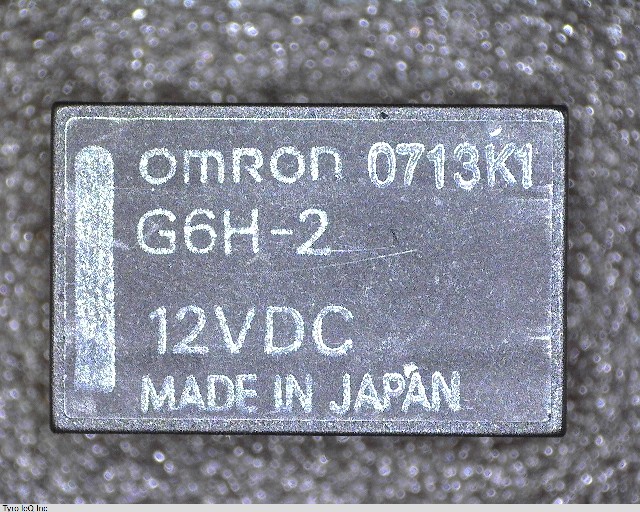 omron 0713K1
G6H-2
12VDC
MADE IN JAPAN